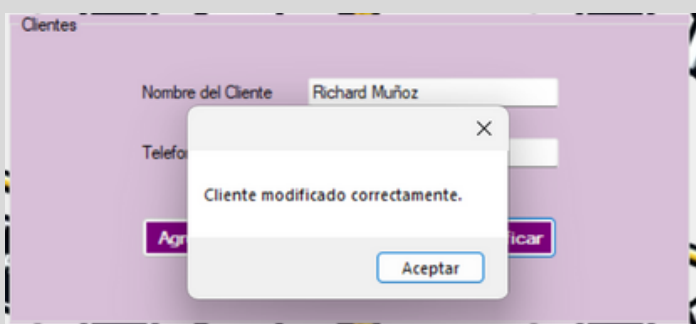 Clientes
Nombre del Cliente Richard Muñoz
Cliente modificado correctamente.
Aceptar